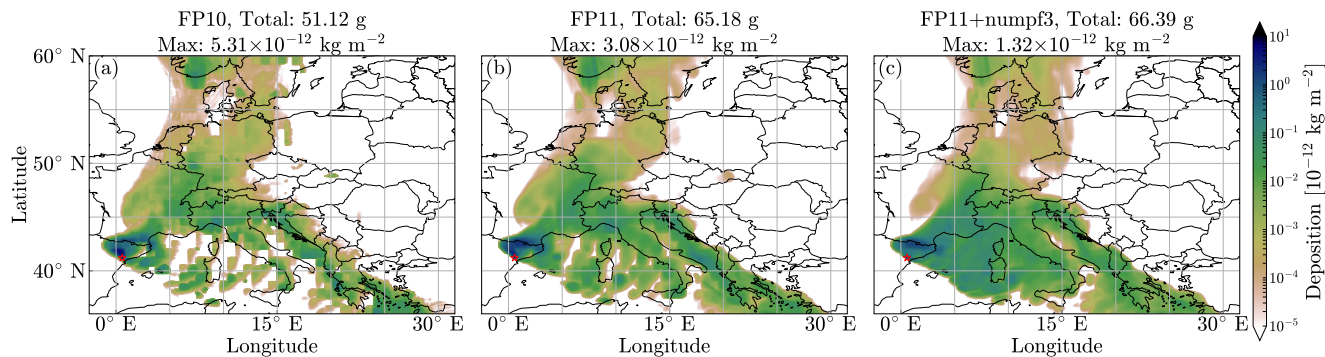 FP10, Total: 51.12 g
Max: 5.31×10⁻¹² kg m⁻²
FP11, Total: 65.18 g
Max: 3.08×10⁻¹² kg m⁻²
FP11+numpf3, Total: 66.39 g
Max: 1.32×10⁻¹² kg m⁻²
(a)
(b)
(c)
60° N
50° N
40° N
Latitude
0° E
15° E
30° E
Longitude
0° E
15° E
30° E
Longitude
0° E
15° E
30° E
Longitude
10¹
10⁰
10⁻¹
10⁻²
10⁻³
10⁻⁴
10⁻⁵
Deposition [10⁻¹² kg m⁻²]